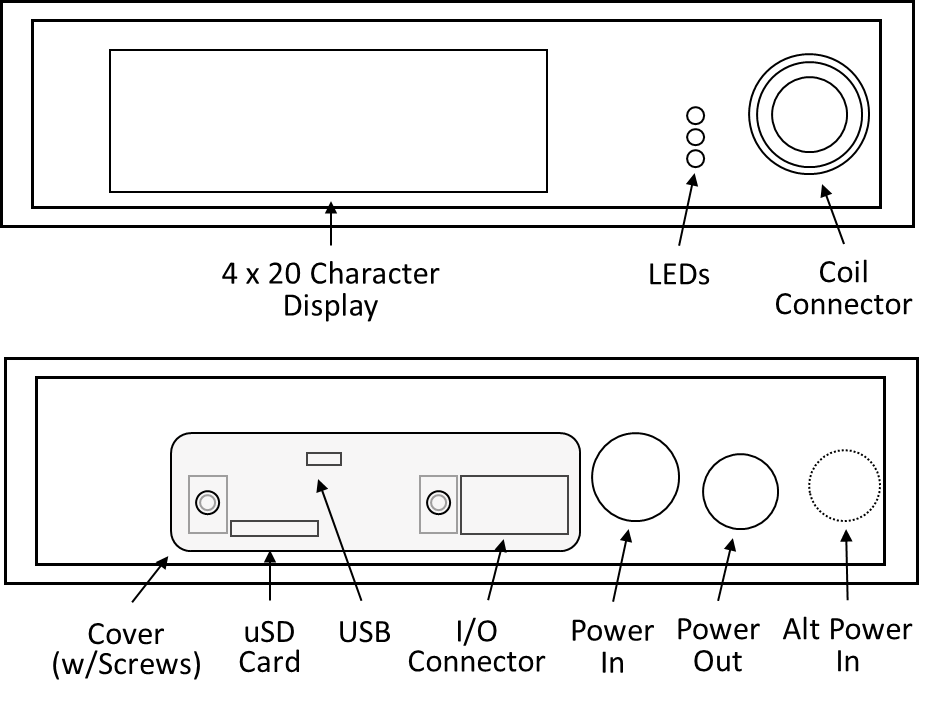 4 x 20 Character
Display
LEDs
Coil
Connector
Cover
(w/Screws)
uSD
Card
USB
I/O
Connector
Power
In
Power
Out
Alt Power
In